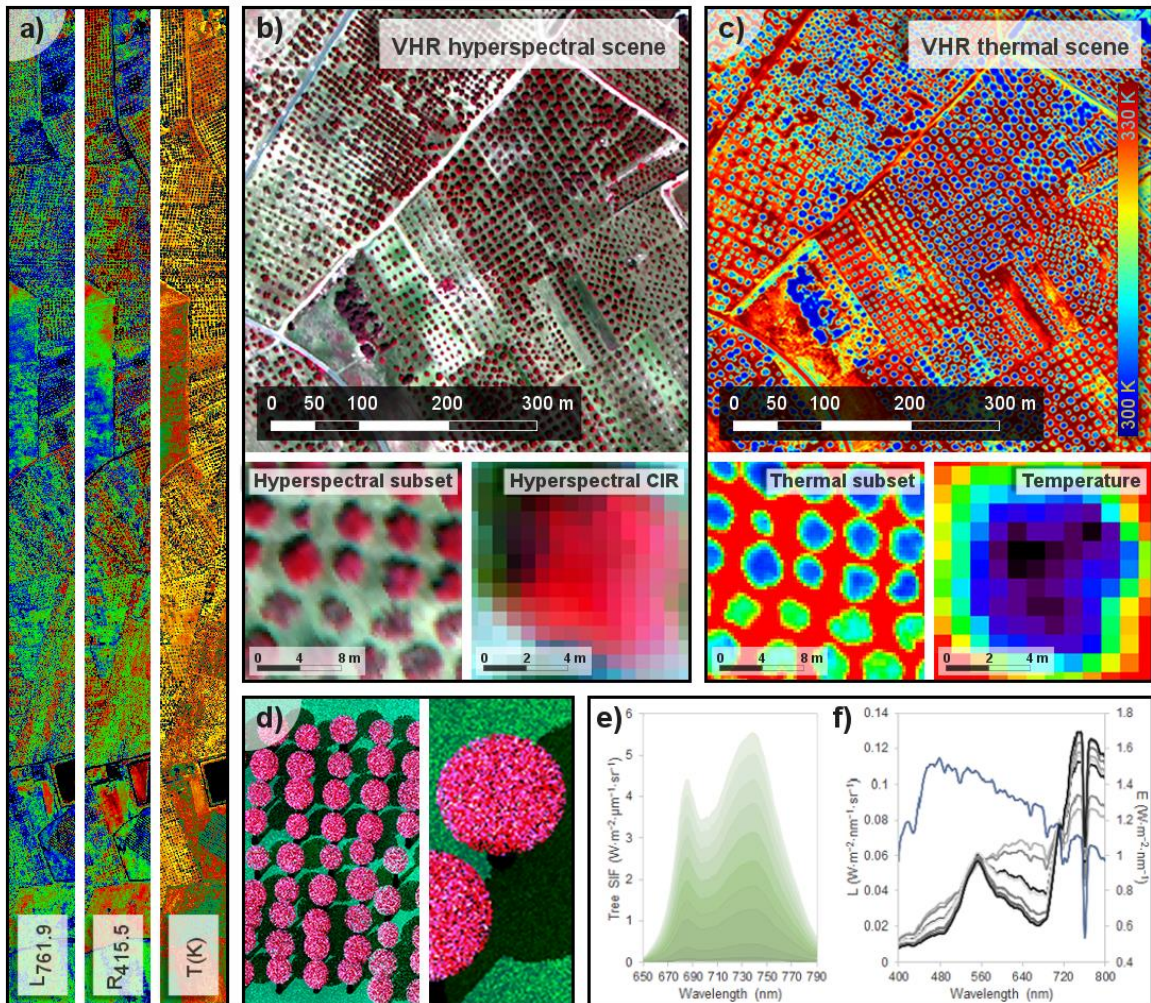 a)
L761.9
R415.5
T(K)
b)
VHR hyperspectral scene
0 50 100 200 300 m
Hyperspectral subset
0 4 8 m
Hyperspectral CIR
0 2 4 m
c)
VHR thermal scene
330 K
300 K
0 50 100 200 300 m
Thermal subset
0 4 8 m
Temperature
0 2 4 m
d)
e)
Tree SIF (W·m⁻²·µm⁻¹·sr⁻¹)
6
5
4
3
2
1
0
650 670 690 710 730 750 770 790
Wavelength (nm)
f)
L (W·m⁻²·nm⁻¹·sr⁻¹)
0.14
0.12
0.10
0.08
0.06
0.04
0.02
0
400 480 560 640 720 800
Wavelength (nm)
1.8
1.6
1.4
1.2
1
0.8
0.6
0.4
E (W·m⁻²·nm⁻¹)